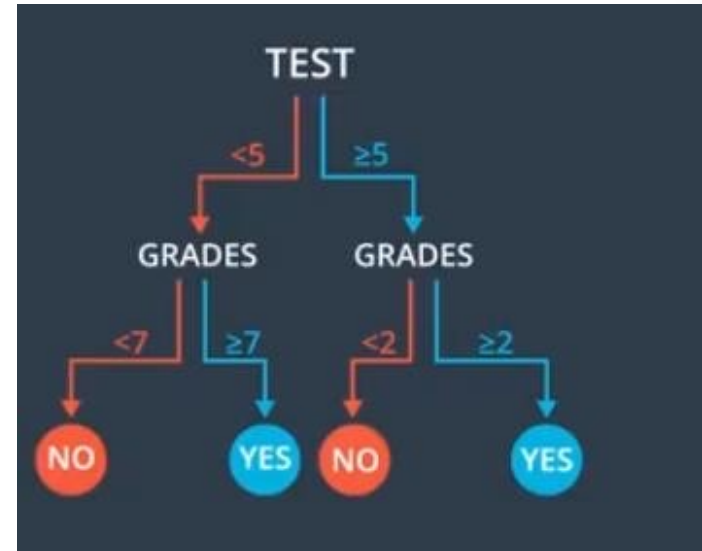 TEST
<5 ≥5
GRADES GRADES
<7 ≥7 <2 ≥2
NO YES NO YES